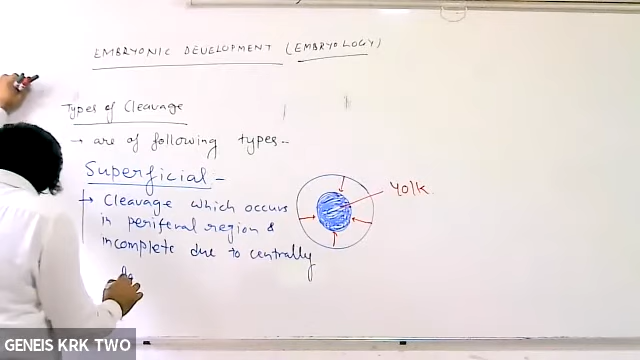 EMBRYONIC DEVELOPMENT (EMBRYOLOGY)
Types of Cleavage
→ are of following types -
Superficial -
→ Cleavage which occurs
in periferal region &
incomplete due to centrally
Yolk.
GENEIS KRK TWO